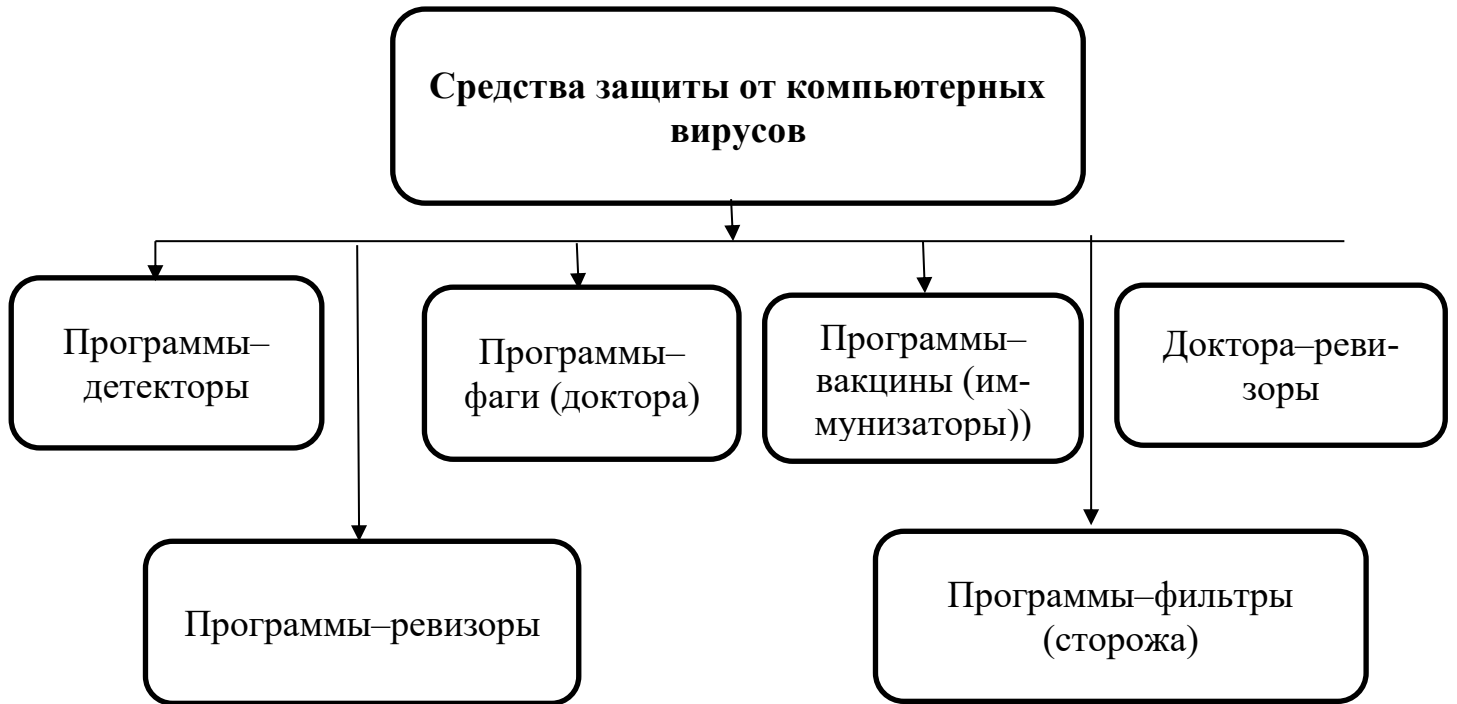 Средства защиты от компьютерных
вирусов
Программы–
детекторы
Программы–
фаги (доктора)
Программы–
вакцины (им-
мунизаторы))
Доктора–реви-
зоры
Программы–ревизоры
Программы–фильтры
(сторожа)